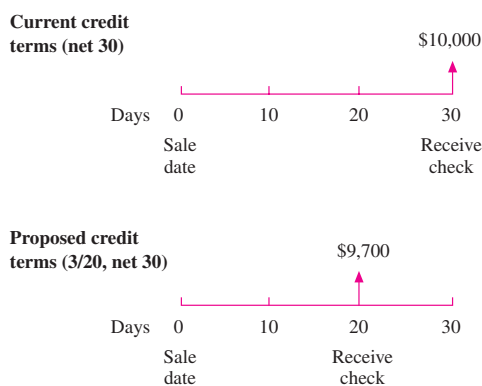 Current credit
terms (net 30)
$10,000
Days 0 10 20 30
Sale Receive
date check
Proposed credit
terms (3/20, net 30)
$9,700
Days 0 10 20 30
Sale Receive
date check